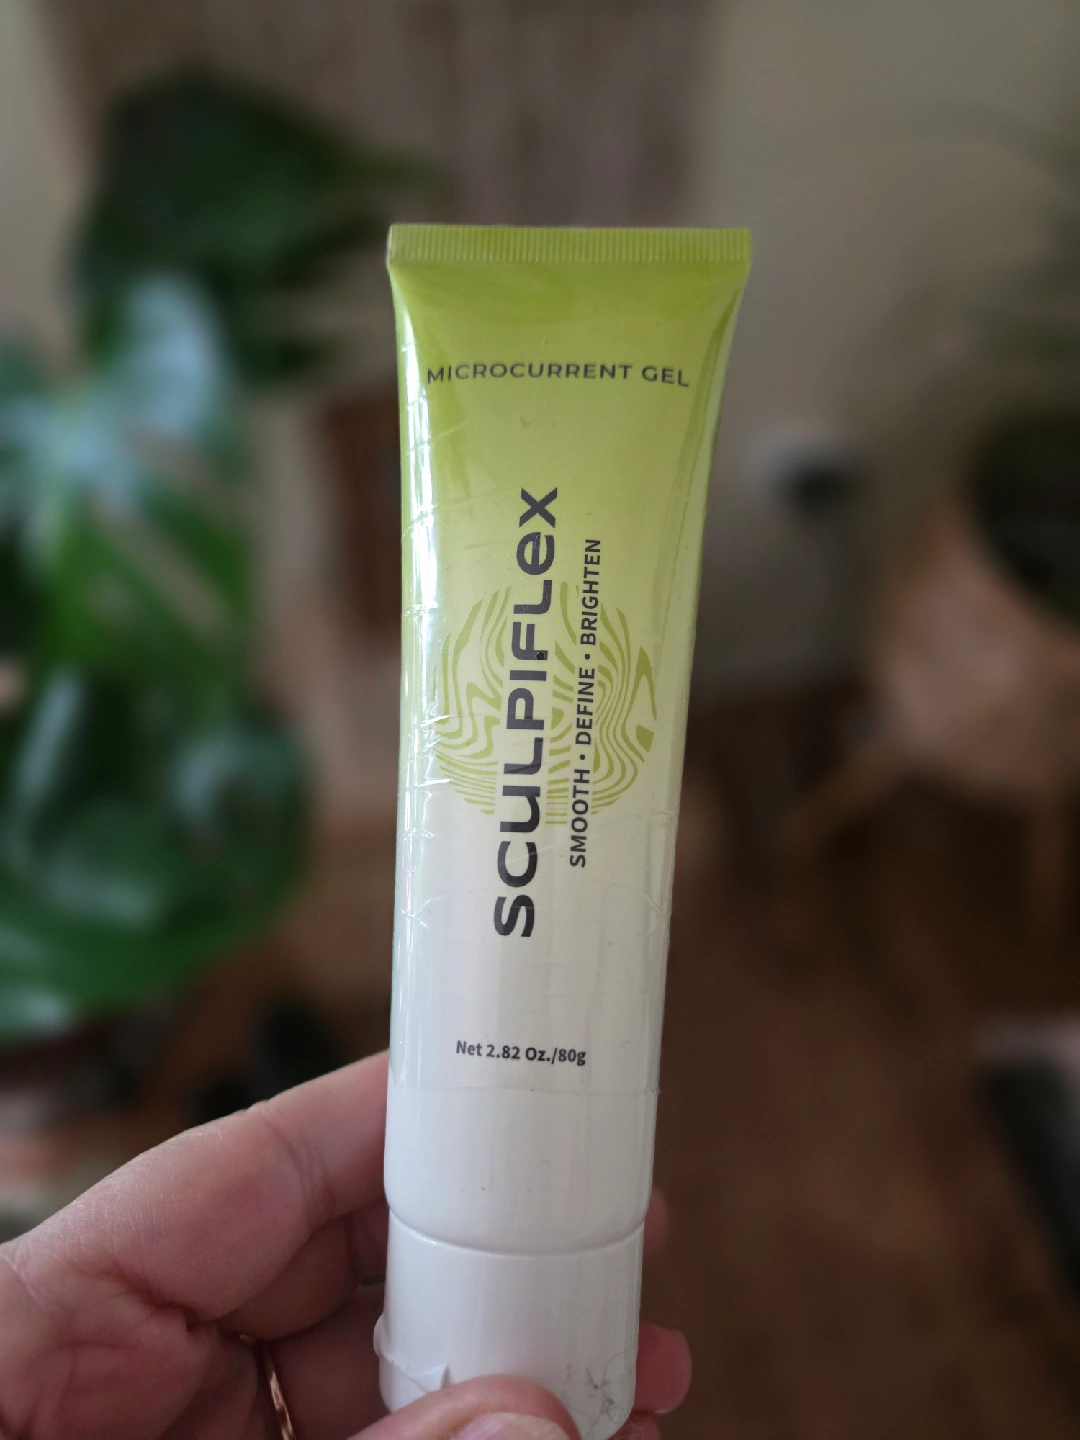 MICROCURRENT GEL
SCULPIFLEX
SMOOTH • DEFINE • BRIGHTEN
Net 2.82 Oz./80g